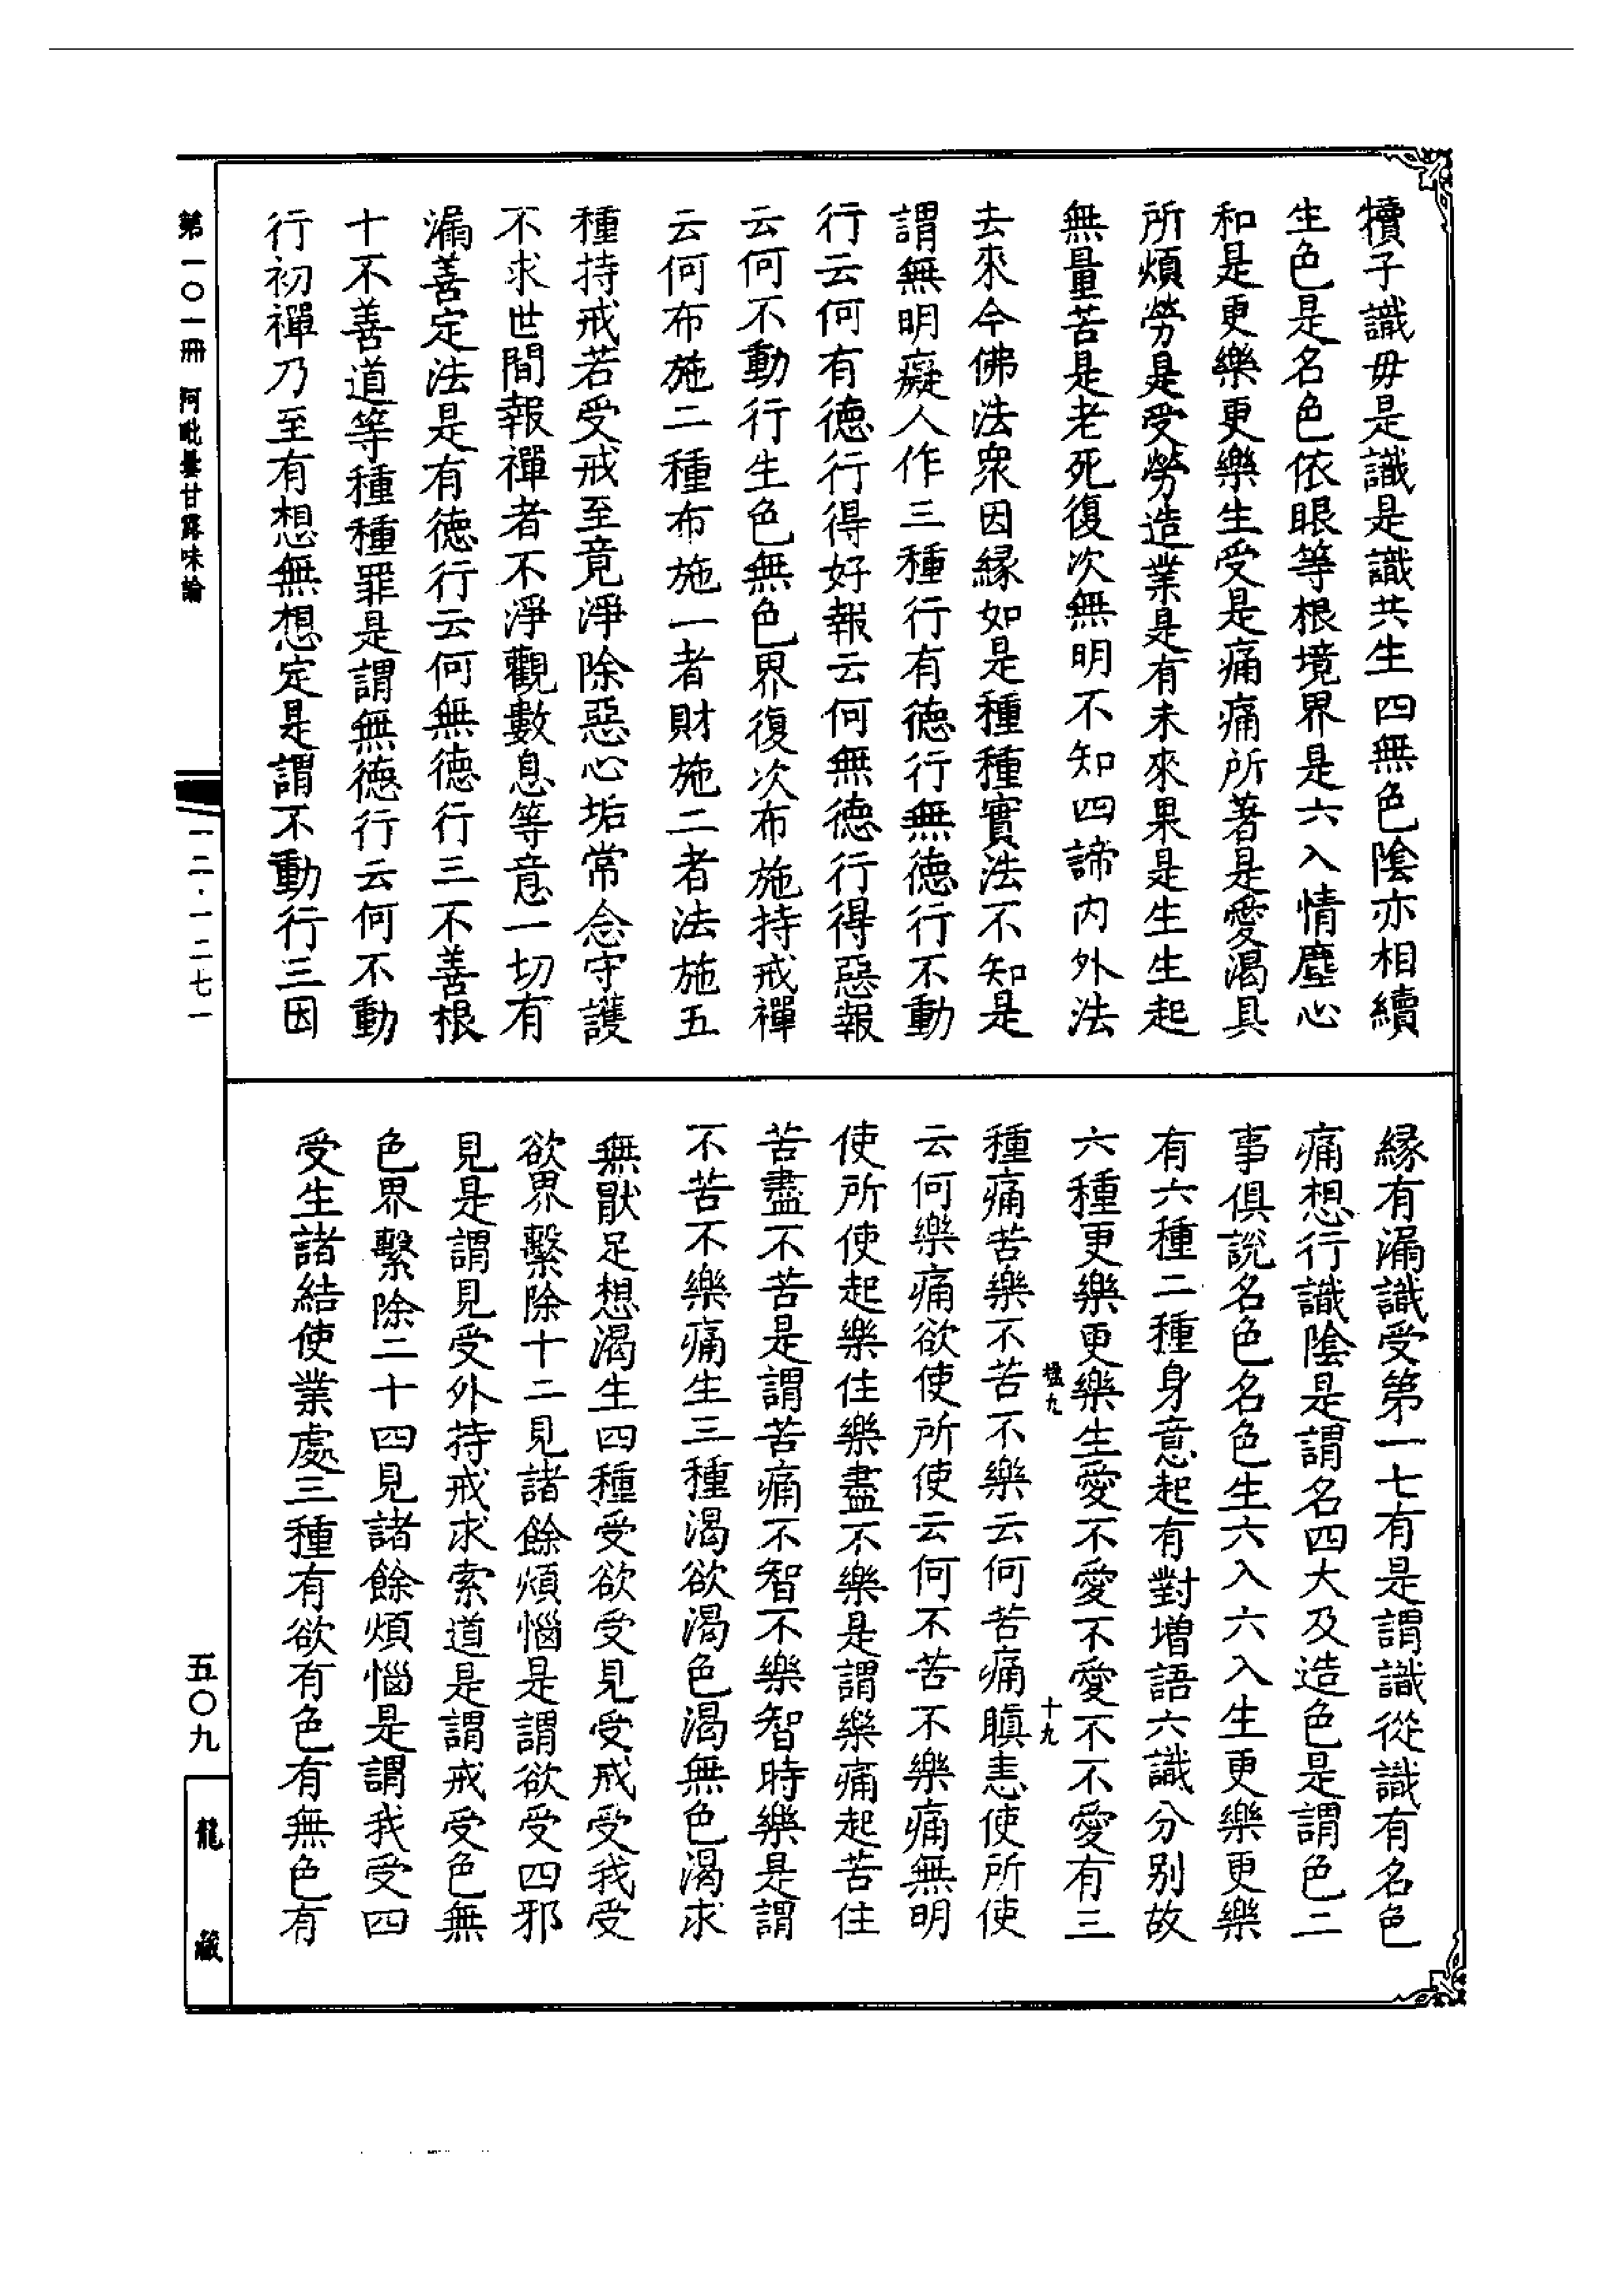 犢子識毋是識是識共生四無色陰亦相續
生色是名色依眼等根境界是六入情塵心
和是更樂更樂生受是痛痛所著是愛渴具
所煩勞是受勞造業是有未來果是生生起
無量苦是老死復次無明不知四諦內外法
去來今佛法眾因緣如是種種實法不知是
謂無明癡人作三種行有德行無德行不動
行云何有德行得好報云何無德行得惡報
云何不動行生色無色界復次布施持戒禪
云何布施二種布施一者財施二者法施五
種持戒若受戒至竟淨除惡心垢常念守護
不求世間報禪者不淨觀數息等意一切有
漏善定法是有德行云何無德行三不善根
十不善道等種種罪是謂無德行云何不動
行初禪乃至有想無想定是謂不動行三因
緣有漏識受第一七有是謂識從識有名色
痛想行識陰是謂名四大及造色是謂色二
事俱說名色名色生六入六入生更樂更樂
有六種二種身意起有對增語六識分別故
六種更樂更樂生愛不愛不愛不不愛有三
十九
種痛苦樂不苦不樂云何苦痛瞋恚使所使
云何樂痛欲使所使云何不苦不樂痛無明
使所使起樂住樂盡不樂是謂樂痛起苦住
苦盡不苦是謂苦痛不智不樂智時樂是謂
不苦不樂痛生三種渴欲渴色渴無色渴求
無猒足想渴生四種受欲受見受戒受我受
欲界繫除十二見諸餘煩惱是謂欲受四邪
見是謂見受外持戒求索道是謂戒受色無
色界繫除二十四見諸餘煩惱是謂我受四
受生諸結使業處三種有欲有色有無色有
第一〇一冊 阿毗曇甘露味論
一二·一二七一
五〇九
龍藏